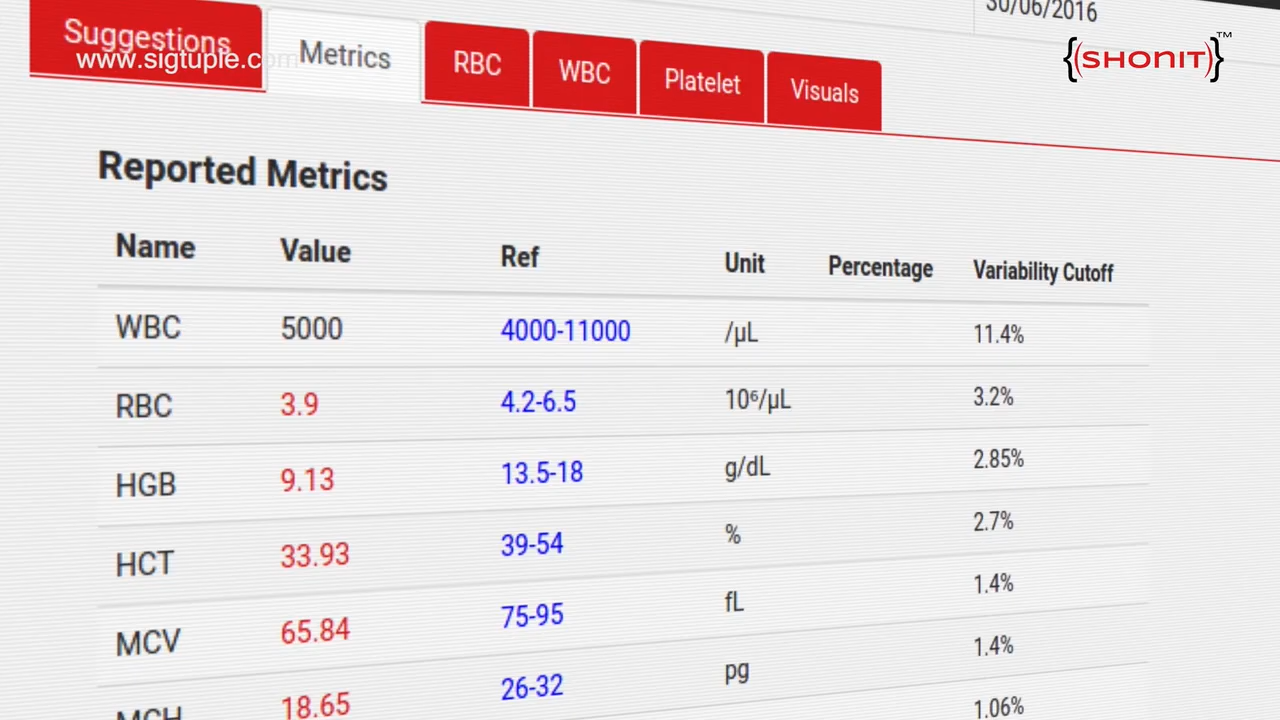 30/06/2016
{(SHONIT)}™
Suggestions
www.sigtuple.com
Metrics
RBC
WBC
Platelet
Visuals
Reported Metrics
Name Value Ref Unit Percentage Variability Cutoff
WBC 5000 4000-11000 /µL 11.4%
RBC 3.9 4.2-6.5 10⁶/µL 3.2%
HGB 9.13 13.5-18 g/dL 2.85%
HCT 33.93 39-54 % 2.7%
MCV 65.84 75-95 fL 1.4%
MCH 18.65 26-32 pg 1.4%
1.06%